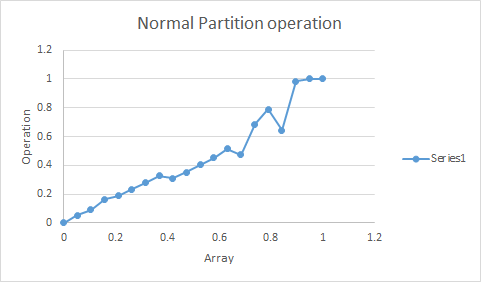 Normal Partition operation
1.2
1
0.8
0.6
0.4
0.2
0
Operation
0 0.2 0.4 0.6 0.8 1 1.2
Array
Series1